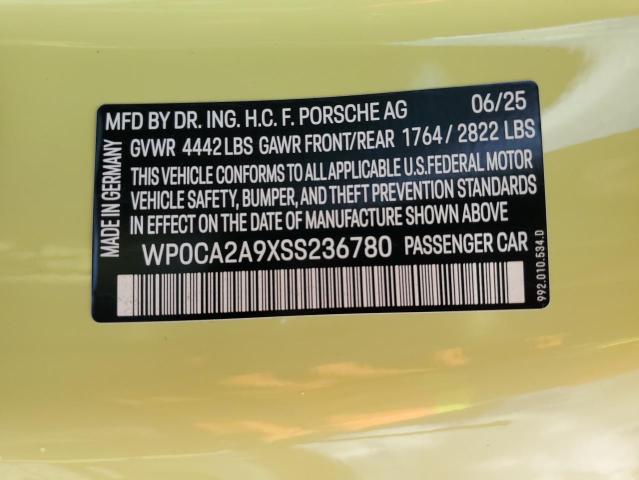 MFD BY DR. ING. H.C. F. PORSCHE AG 06/25
GVWR 4442 LBS GAWR FRONT/REAR 1764 / 2822 LBS
THIS VEHICLE CONFORMS TO ALL APPLICABLE U.S. FEDERAL MOTOR
VEHICLE SAFETY, BUMPER, AND THEFT PREVENTION STANDARDS
IN EFFECT ON THE DATE OF MANUFACTURE SHOWN ABOVE
WP0CA2A9XSS236780 PASSENGER CAR
MADE IN GERMANY
992.010.534.D